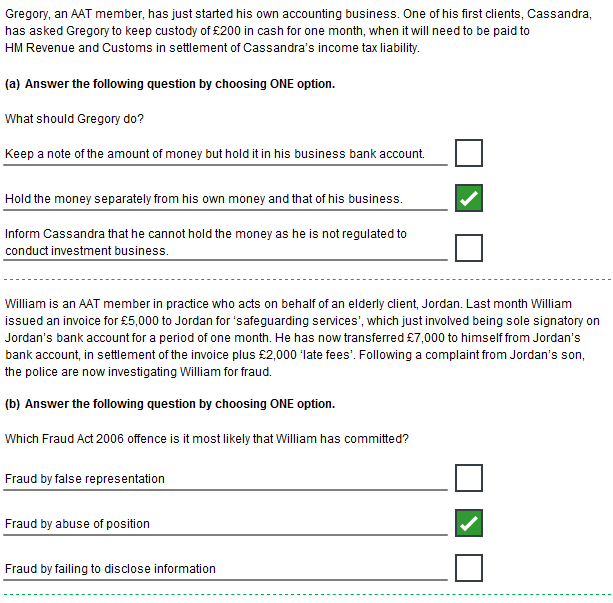 Gregory, an AAT member, has just started his own accounting business. One of his first clients, Cassandra,
has asked Gregory to keep custody of £200 in cash for one month, when it will need to be paid to
HM Revenue and Customs in settlement of Cassandra's income tax liability.
(a) Answer the following question by choosing ONE option.
What should Gregory do?
Keep a note of the amount of money but hold it in his business bank account.
Hold the money separately from his own money and that of his business.
Inform Cassandra that he cannot hold the money as he is not regulated to
conduct investment business.
William is an AAT member in practice who acts on behalf of an elderly client, Jordan. Last month William
issued an invoice for £5,000 to Jordan for 'safeguarding services', which just involved being sole signatory on
Jordan's bank account for a period of one month. He has now transferred £7,000 to himself from Jordan's
bank account, in settlement of the invoice plus £2,000 'late fees'. Following a complaint from Jordan's son,
the police are now investigating William for fraud.
(b) Answer the following question by choosing ONE option.
Which Fraud Act 2006 offence is it most likely that William has committed?
Fraud by false representation
Fraud by abuse of position
Fraud by failing to disclose information